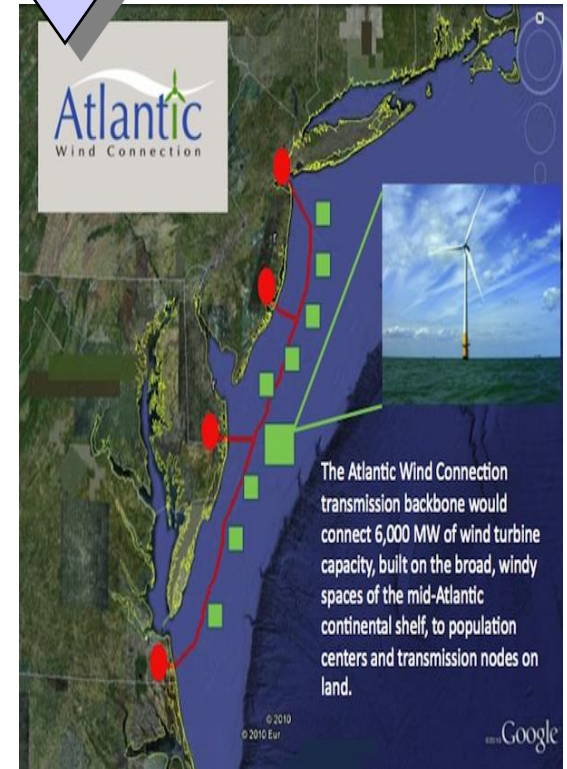 Atlantic
Wind Connection
N
The Atlantic Wind Connection
transmission backbone would
connect 6,000 MW of wind turbine
capacity, built on the broad, windy
spaces of the mid-Atlantic
continental shelf, to population
centers and transmission nodes on
land.
© 2010
© 2010 Eur
Google